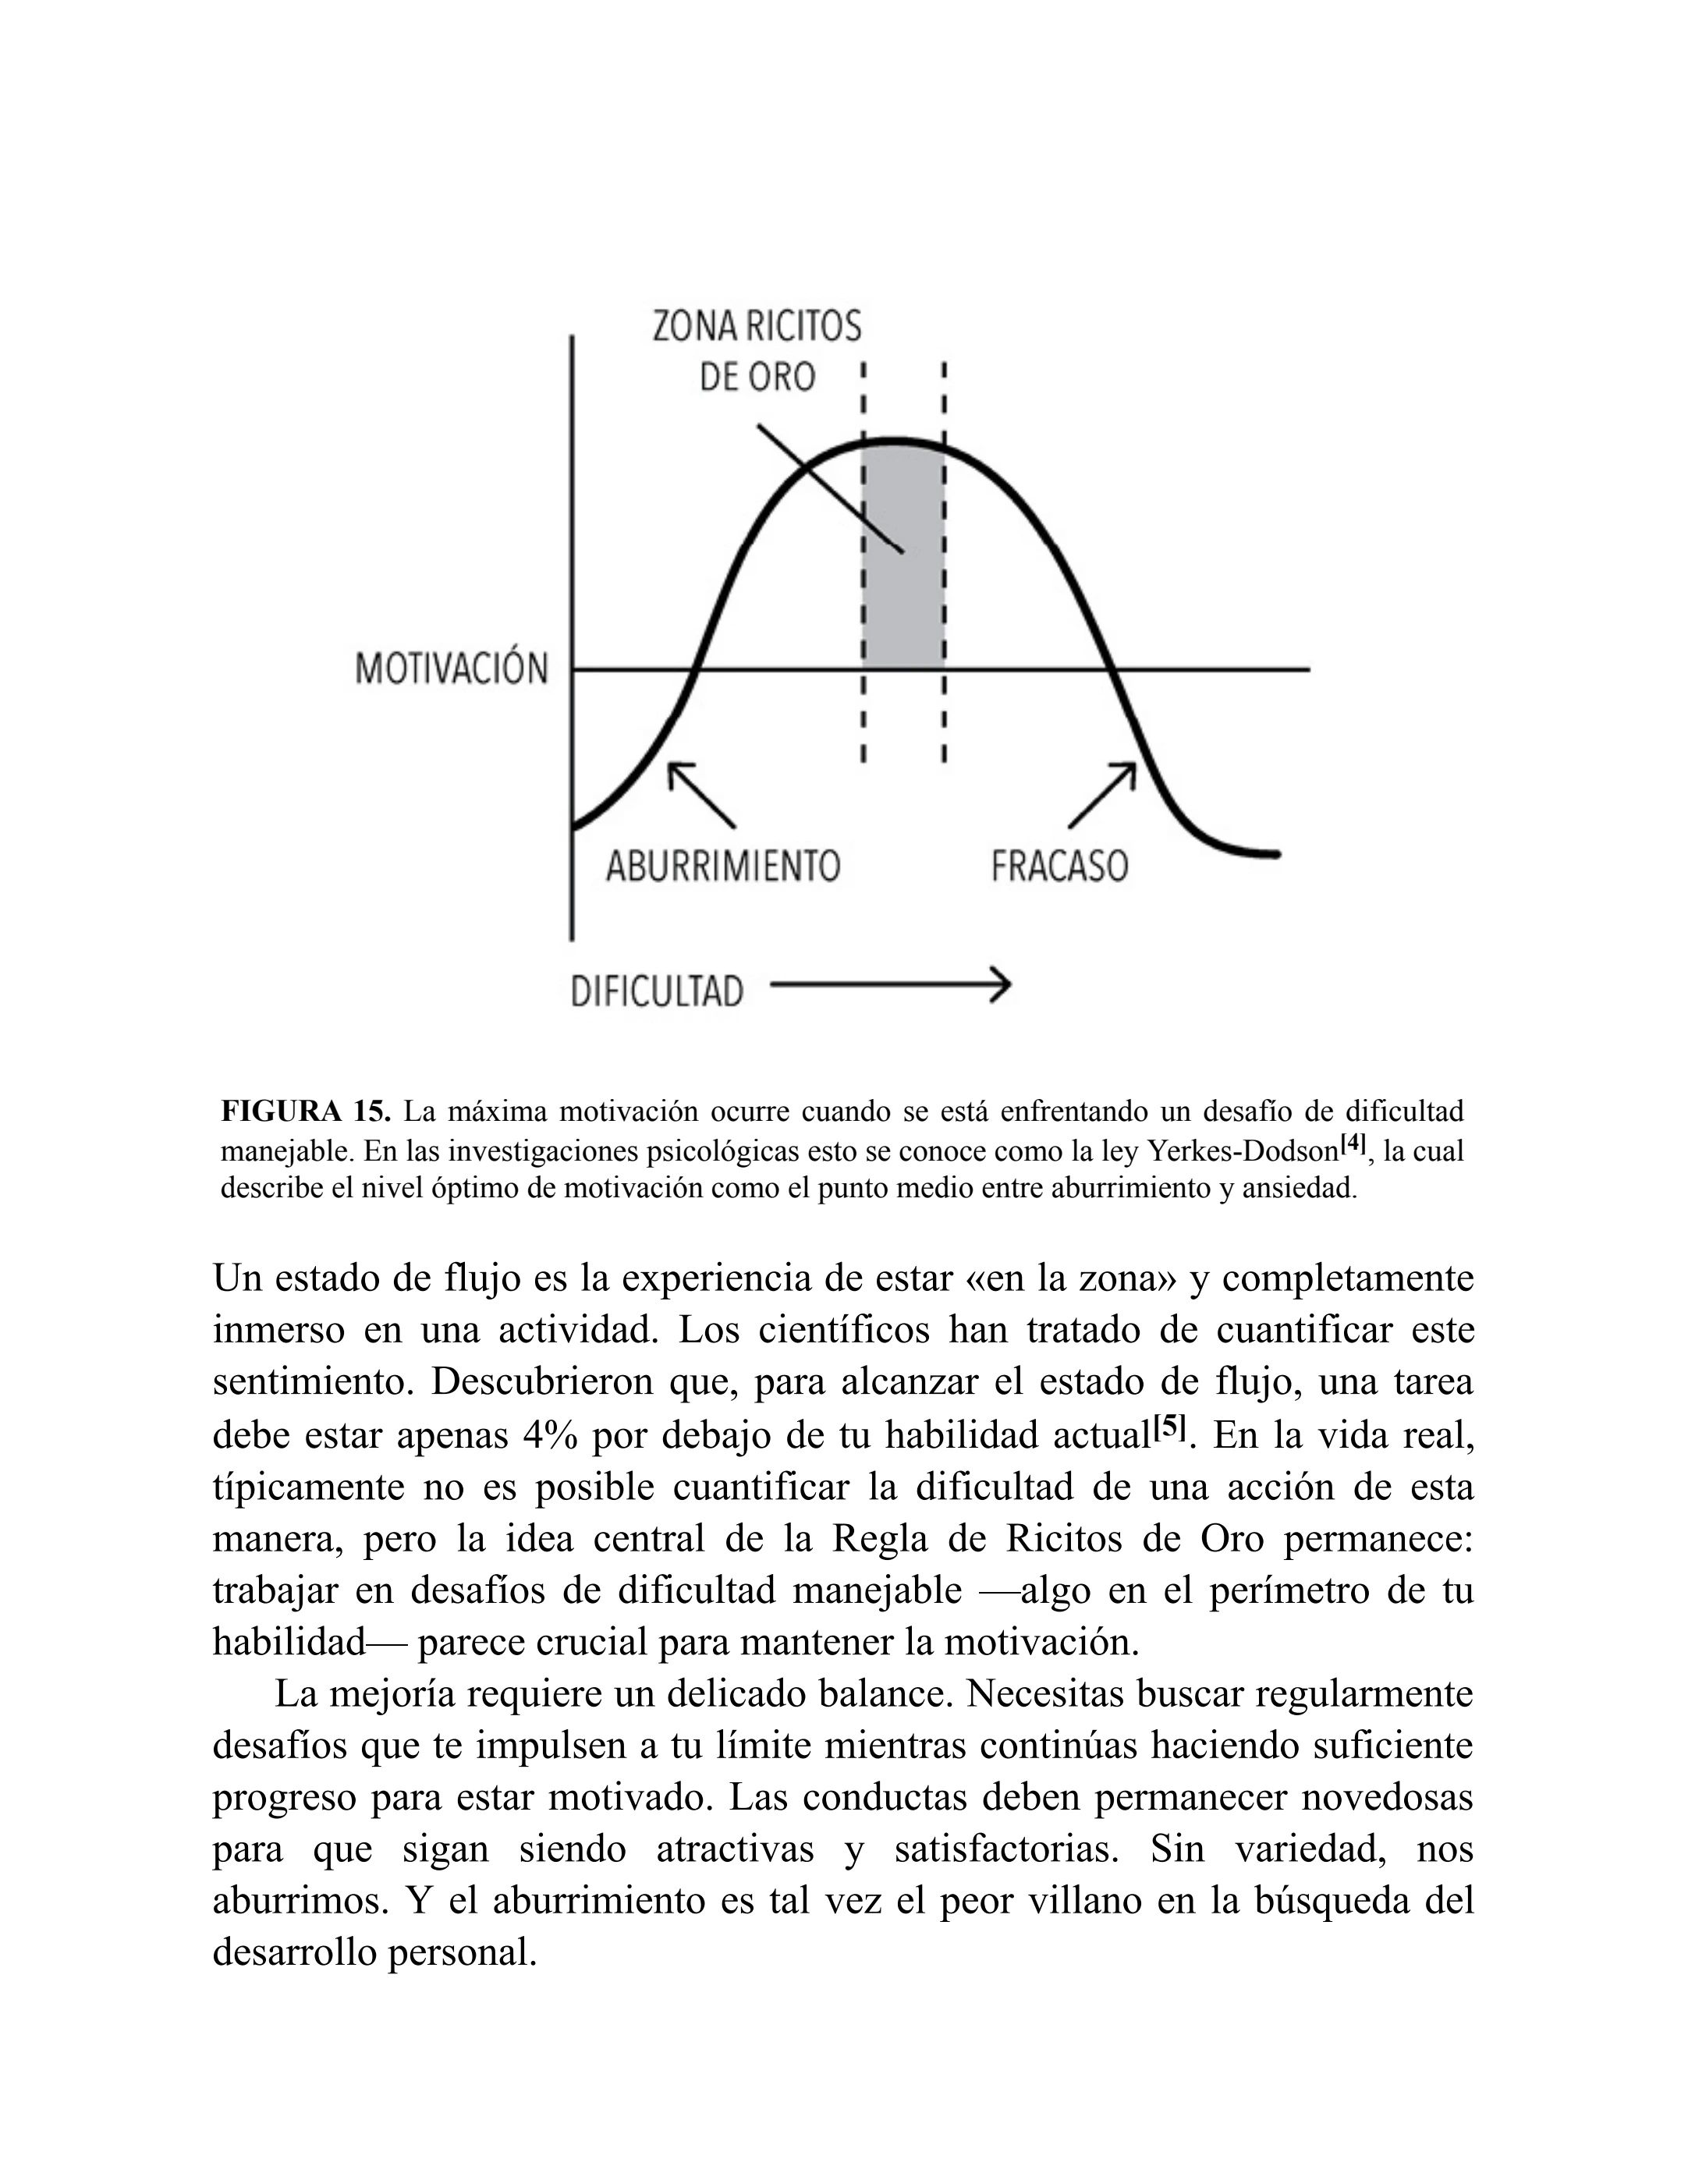 ZONA RICITOS
DE ORO
MOTIVACIÓN
ABURRIMIENTO
FRACASO
DIFICULTAD
FIGURA 15. La máxima motivación ocurre cuando se está enfrentando un desafío de dificultad
manejable. En las investigaciones psicológicas esto se conoce como la ley Yerkes-Dodson[4], la cual
describe el nivel óptimo de motivación como el punto medio entre aburrimiento y ansiedad.
Un estado de flujo es la experiencia de estar «en la zona» y completamente
inmerso en una actividad. Los científicos han tratado de cuantificar este
sentimiento. Descubrieron que, para alcanzar el estado de flujo, una tarea
debe estar apenas 4% por debajo de tu habilidad actual[5]. En la vida real,
típicamente no es posible cuantificar la dificultad de una acción de esta
manera, pero la idea central de la Regla de Ricitos de Oro permanece:
trabajar en desafíos de dificultad manejable —algo en el perímetro de tu
habilidad— parece crucial para mantener la motivación.
La mejoría requiere un delicado balance. Necesitas buscar regularmente
desafíos que te impulsen a tu límite mientras continúas haciendo suficiente
progreso para estar motivado. Las conductas deben permanecer novedosas
para que sigan siendo atractivas y satisfactorias. Sin variedad, nos
aburrimos. Y el aburrimiento es tal vez el peor villano en la búsqueda del
desarrollo personal.